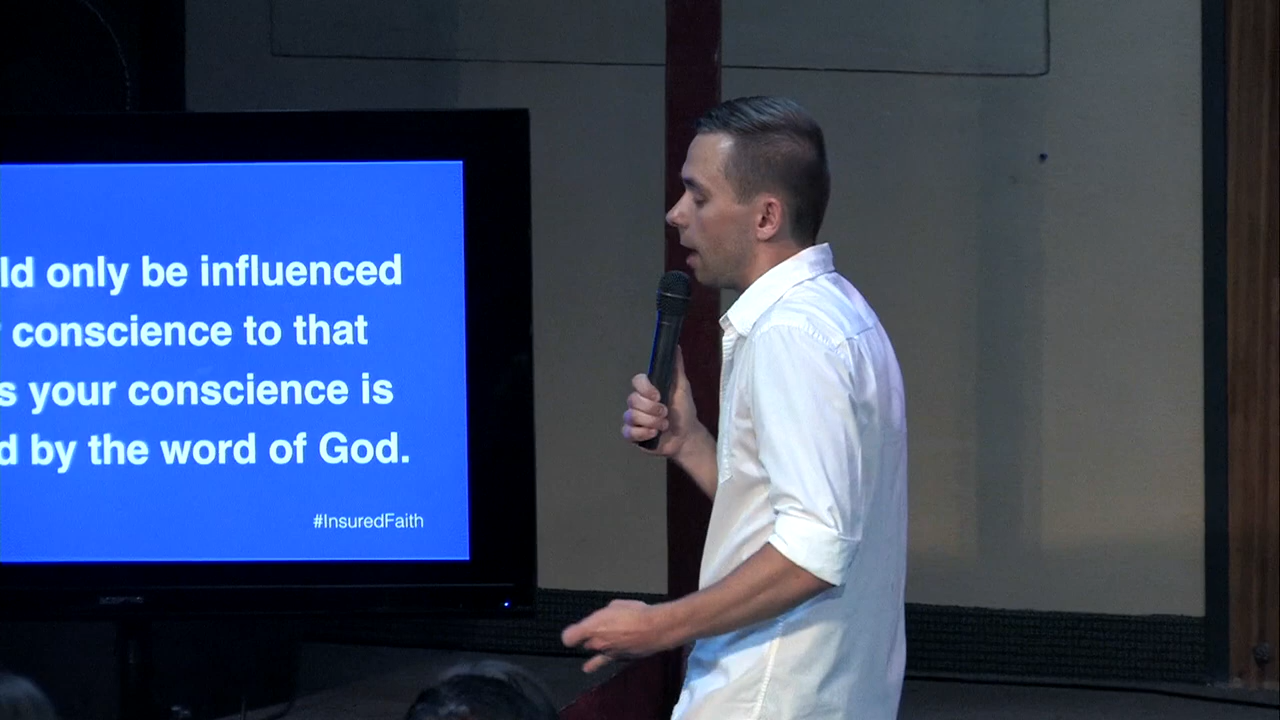 ld only be influenced
conscience to that
s your conscience is
d by the word of God.
#InsuredFaith